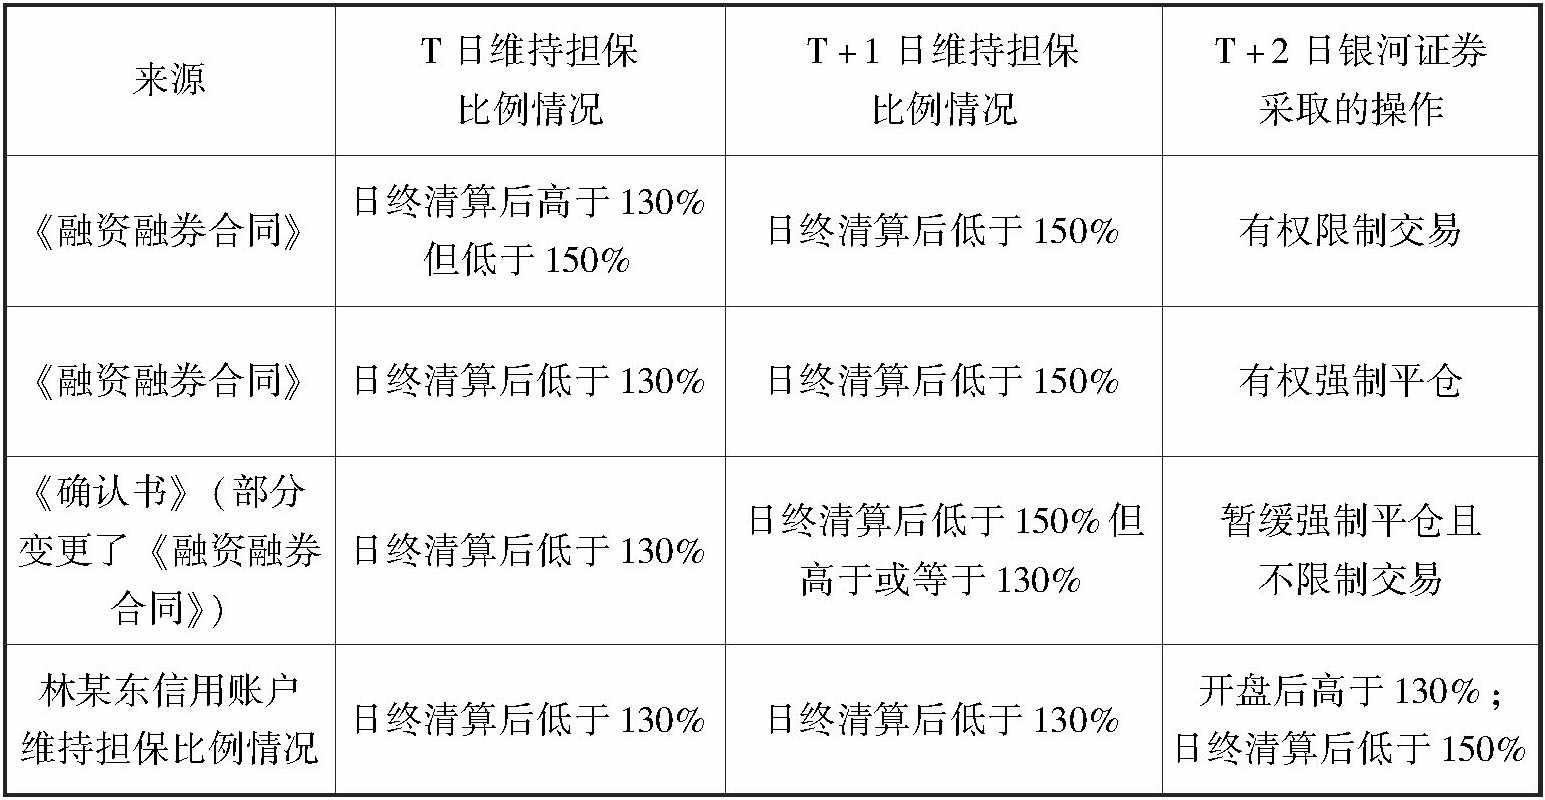 来源
T 日维持担保
比例情况
T + 1 日维持担保
比例情况
T + 2 日银河证券
采取的操作
《融资融券合同》
日终清算后高于 130%
但低于 150%
日终清算后低于 150%
有权限制交易
《融资融券合同》
日终清算后低于 130%
日终清算后低于 150%
有权强制平仓
《确认书》(部分
变更了《融资融券
合同》)
日终清算后低于 130%
日终清算后低于 150% 但
高于或等于 130%
暂缓强制平仓且
不限制交易
林某东信用账户
维持担保比例情况
日终清算后低于 130%
日终清算后低于 130%
开盘后高于 130%；
日终清算后低于 150%